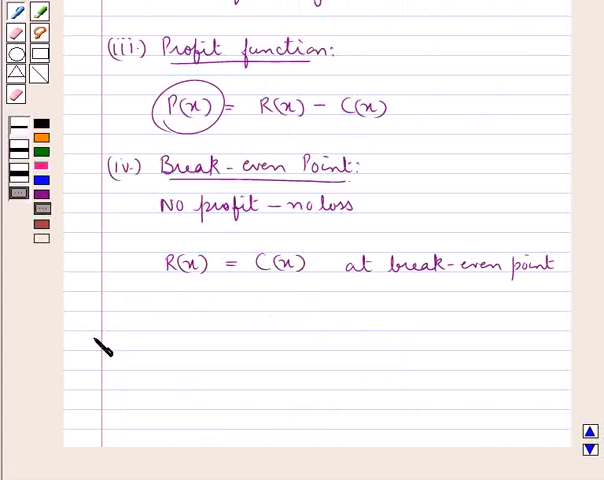 (iii.) Profit function:
P(x) = R(x) - C(x)
(iv.) Break-even Point:
NO profit - no loss
R(x) = C(x) at break-even point